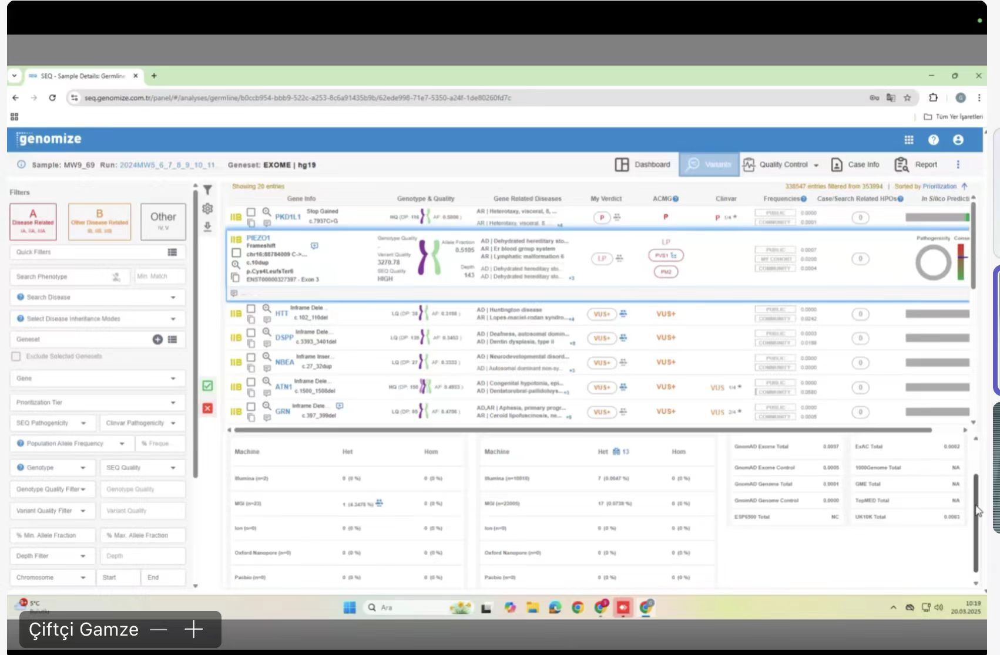 SEQ - Sample Details: Germline
seq.genomize.com.tr/panel/#/analyses/germline/b0ccb954-bbb9-522c-a253-8c6a91435b9b/62ede998-71e7-5350-a24f-1de80260fd7c
Tüm Yer İşaretleri
genomize
Sample: MW9_69 Run: 2024MW5_6_7_8_9_10_11 Geneset: EXOME | hg19
Dashboard Variants Quality Control Case Info Report
Filters
A
Disease Related
IA, IIA, IIIA
B
Other Disease Related
IB, IIB, IIIB
Other
IV, V
Quick Filters
Search Phenotype Min. Match
Search Disease
Select Disease Inheritance Modes
Geneset
Exclude Selected Genesets
Gene
Prioritization Tier
SEQ Pathogenicity Clinvar Pathogenicity
Population Allele Frequency % Freque
Genotype SEQ Quality
Genotype Quality Filter Genotype Quality
Variant Quality Filter Variant Quality
% Min. Allele Fraction % Max. Allele Fraction
Depth Filter Depth
Chromosome Start End
Showing 20 entries 338547 entries filtered from 353994 | Sorted by Prioritization
Gene Info Genotype & Quality Gene Related Diseases My Verdict ACMG Clinvar Frequencies Case/Search Related HPOs In Silico Predicti
IIB PKD1L1 Stop Gained
c.7937C>G
HQ (DP: 116 AF: 0.5086 )
AR | Heterotaxy, visceral, 8, ...
AR | Heterotaxy, visceral, 8 ... +4
P P P 1/4 *
PUBLIC 0.0000
COMMUNITY 0.0001
0
IIB PIEZO1
Frameshift
chr16:88784009 C->...
c.10dup
p.Cys4LeufsTer6
ENST00000327397 - Exon 3
Genotype Quality
-
Variant Quality
3270.78
SEQ Quality
HIGH
Allele Fraction
0.5105
Depth
143
AD | Dehydrated hereditary sto...
AR | Er blood group system
AR | Lymphatic malformation 6
AD | Dehydrated hereditary sto...
AD | Dehydrated hereditary sto... +3
LP
LP
PVS1
PM2
PUBLIC 0.0007
MY COHORT 0.0200
COMMUNITY 0.0004
0
Pathogenicity Conse
IIB HTT Inframe Dele...
c.102_110del
LQ (DP: 38 AF: 0.3168 )
AD | Huntington disease
AR | Lopes-maciel-rodan syndro... +4
VUS+ VUS+
PUBLIC 0.0000
COMMUNITY 0.0242
0
IIB DSPP Inframe Dele...
c.3393_3401del
LQ (DP: 139 AF: 0.3453 )
AD | Deafness, autosomal domin...
AD | Dentin dysplasia, type ii +8
VUS+ VUS+
PUBLIC 0.0003
COMMUNITY 0.0188
0
IIB NBEA Inframe Inser...
c.27_32dup
LQ (DP: 27 AF: 0.3333 )
AD | Neurodevelopmental disord...
AD | Autosomal dominant non-sy... +3
VUS+ VUS+
PUBLIC 0.0000
COMMUNITY 0.0000
0
IIB ATN1 Inframe Dele...
c.1500_1508del
HQ (DP: 150 AF: 0.4933 )
AD | Congenital hypotonia, epi...
AD | Dentatorubral-pallidoluys... +3
VUS+ VUS+ VUS 1/4 *
PUBLIC 0.0000
COMMUNITY 0.0580
0
IIB GRN Inframe Dele...
c.397_399del
LQ (DP: 85 AF: 0.4706 )
AD,AR | Aphasia, primary progr...
AR | Ceroid lipofuscinosis, ne... +9
VUS+ VUS+ VUS 2/4 *
PUBLIC 0.0000
COMMUNITY 0.0005
0
Machine Het Hom
Illumina (n=2) 0 (0 %) 0 (0 %)
MGI (n=23) 1 (4.3478 %) 0 (0 %)
Ion (n=0) 0 (0 %) 0 (0 %)
Oxford Nanopore (n=0) 0 (0 %) 0 (0 %)
Pacbio (n=0) 0 (0 %) 0 (0 %)
Machine Het 13 Hom
Illumina (n=10818) 7 (0.0647 %) 0 (0 %)
MGI (n=23005) 17 (0.0739 %) 0 (0 %)
Ion (n=0) 0 (0 %) 0 (0 %)
Oxford Nanopore (n=0) 0 (0 %) 0 (0 %)
Pacbio (n=0) 0 (0 %) 0 (0 %)
GnomAD Exome Total 0.0007 ExAC Total 0.0002
GnomAD Exome Control 0.0005 1000Genome Total NA
GnomAD Genome Total 0.0001 GME Total NA
GnomAD Genome Control 0.0000 TopMED Total NA
ESP6500 Total NC UK10K Total 0.0003
9+ 5°C
Bulutlu
Ara
10:19
20.03.2025
Çiftçi Gamze